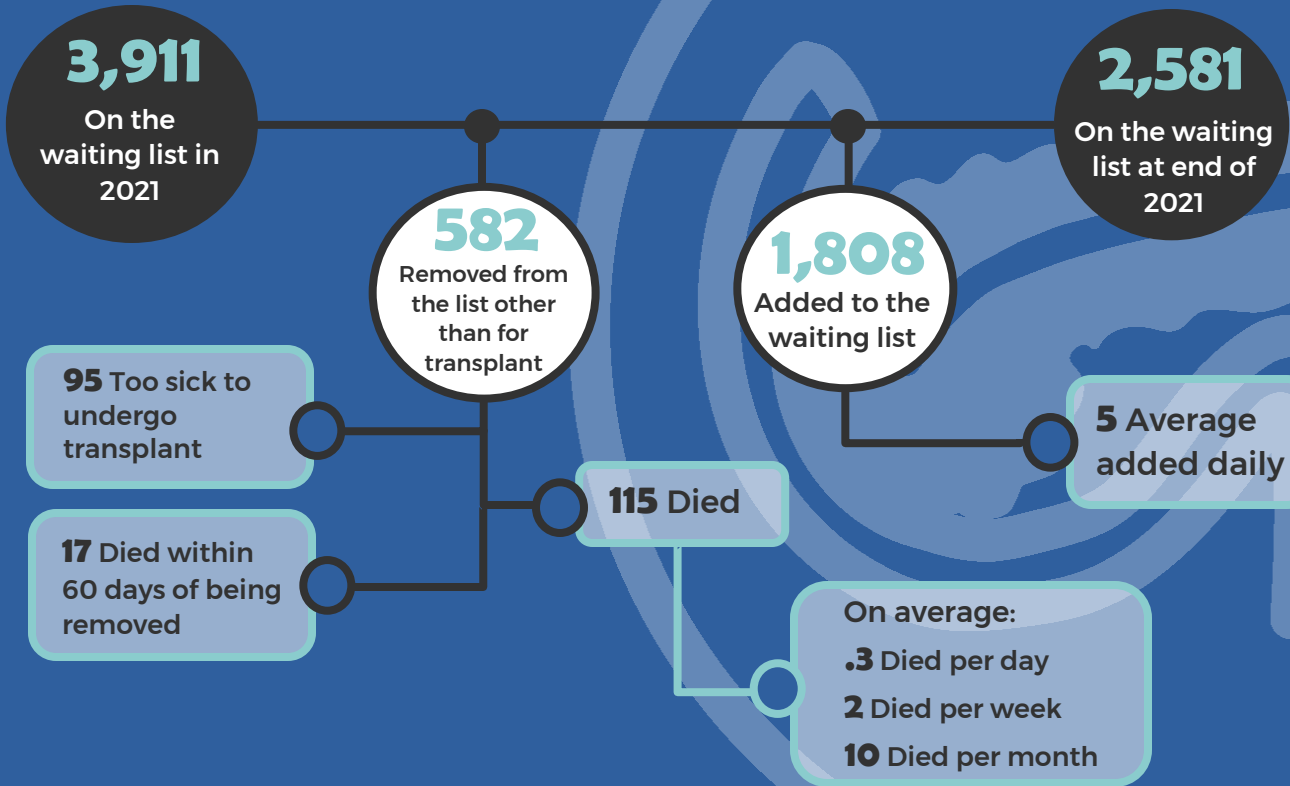 3,911
On the
waiting list in
2021
2,581
On the waiting
list at end of
2021
582
Removed from
the list other
than for
transplant
1,808
Added to the
waiting list
95 Too sick to
undergo
transplant
5 Average
added daily
115 Died
17 Died within
60 days of being
removed
On average:
.3 Died per day
2 Died per week
10 Died per month